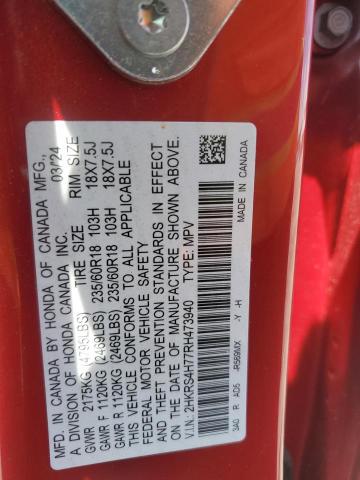 MFD. IN CANADA BY HONDA OF CANADA MFG.,
A DIVISION OF HONDA CANADA INC. 03/24
TIRE SIZE RIM SIZE
GVWR 2175KG (4795LBS)
GAWR F 1120KG (2469LBS) 235/60R18 103H 18X7.5J
GAWR R 1120KG (2469LBS) 235/60R18 103H 18X7.5J
THIS VEHICLE CONFORMS TO ALL APPLICABLE
FEDERAL MOTOR VEHICLE SAFETY
AND THEFT PREVENTION STANDARDS IN EFFECT
ON THE DATE OF MANUFACTURE SHOWN ABOVE.
V.I.N.: 2HKRS4H77RH473940 TYPE: MPV
3A0 R AD5 -R569MX -Y -H
MADE IN CANADA